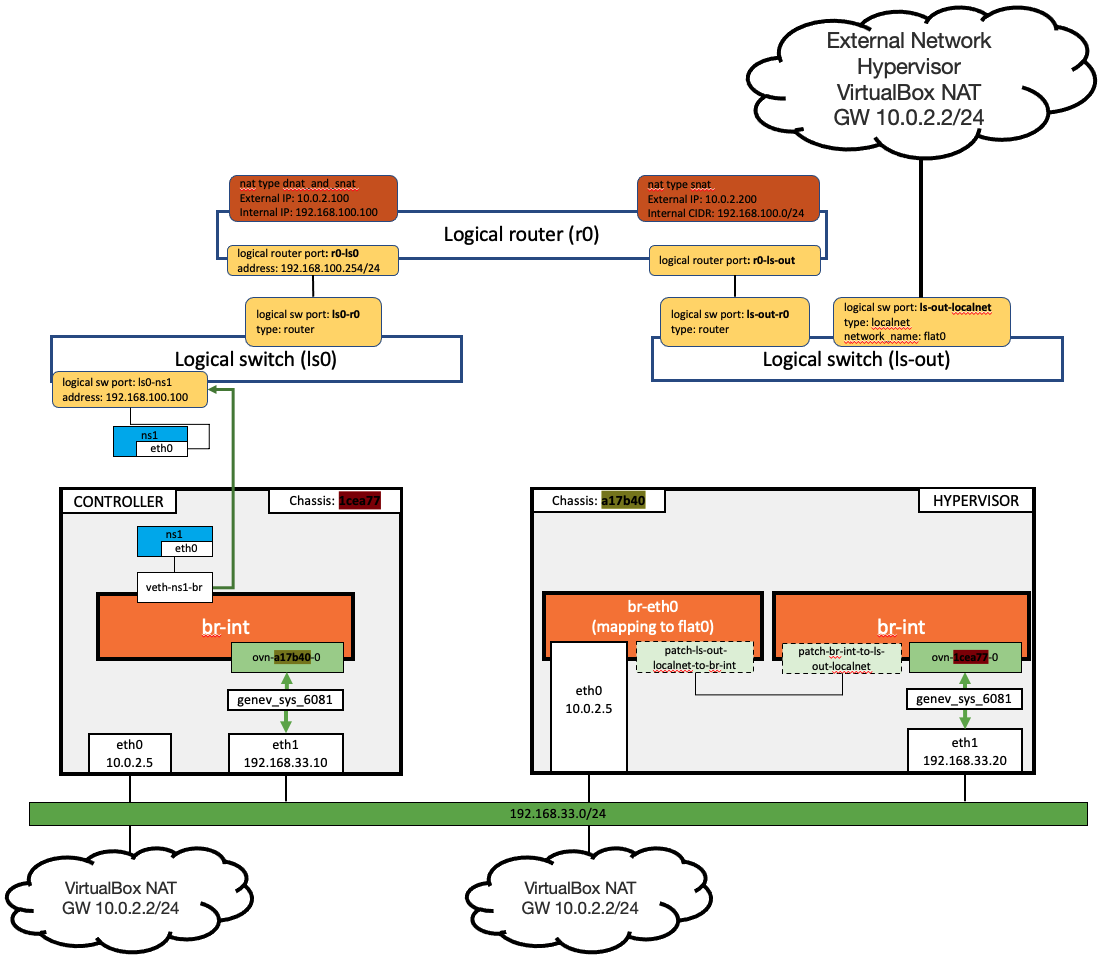 External Network
Hypervisor
VirtualBox NAT
GW 10.0.2.2/24
nat type dnat_and_snat
External IP: 10.0.2.100
Internal IP: 192.168.100.100
nat type snat
External IP: 10.0.2.200
Internal CIDR: 192.168.100.0/24
Logical router (r0)
logical router port: r0-ls0
address: 192.168.100.254/24
logical router port: r0-ls-out
logical sw port: ls0-r0
type: router
logical sw port: ls-out-r0
type: router
logical sw port: ls-out-localnet
type: localnet
network_name: flat0
Logical switch (ls0)
Logical switch (ls-out)
logical sw port: ls0-ns1
address: 192.168.100.100
ns1
eth0
CONTROLLER
Chassis: 1cea77
ns1
eth0
veth-ns1-br
br-int
ovn-a17b40-0
genev_sys_6081
eth0
10.0.2.5
eth1
192.168.33.10
Chassis: a17b40
HYPERVISOR
br-eth0
(mapping to flat0)
br-int
patch-ls-out-
localnet-to-br-int
patch-br-int-to-ls-
out-localnet
ovn-1cea77-0
eth0
10.0.2.5
genev_sys_6081
eth1
192.168.33.20
192.168.33.0/24
VirtualBox NAT
GW 10.0.2.2/24
VirtualBox NAT
GW 10.0.2.2/24